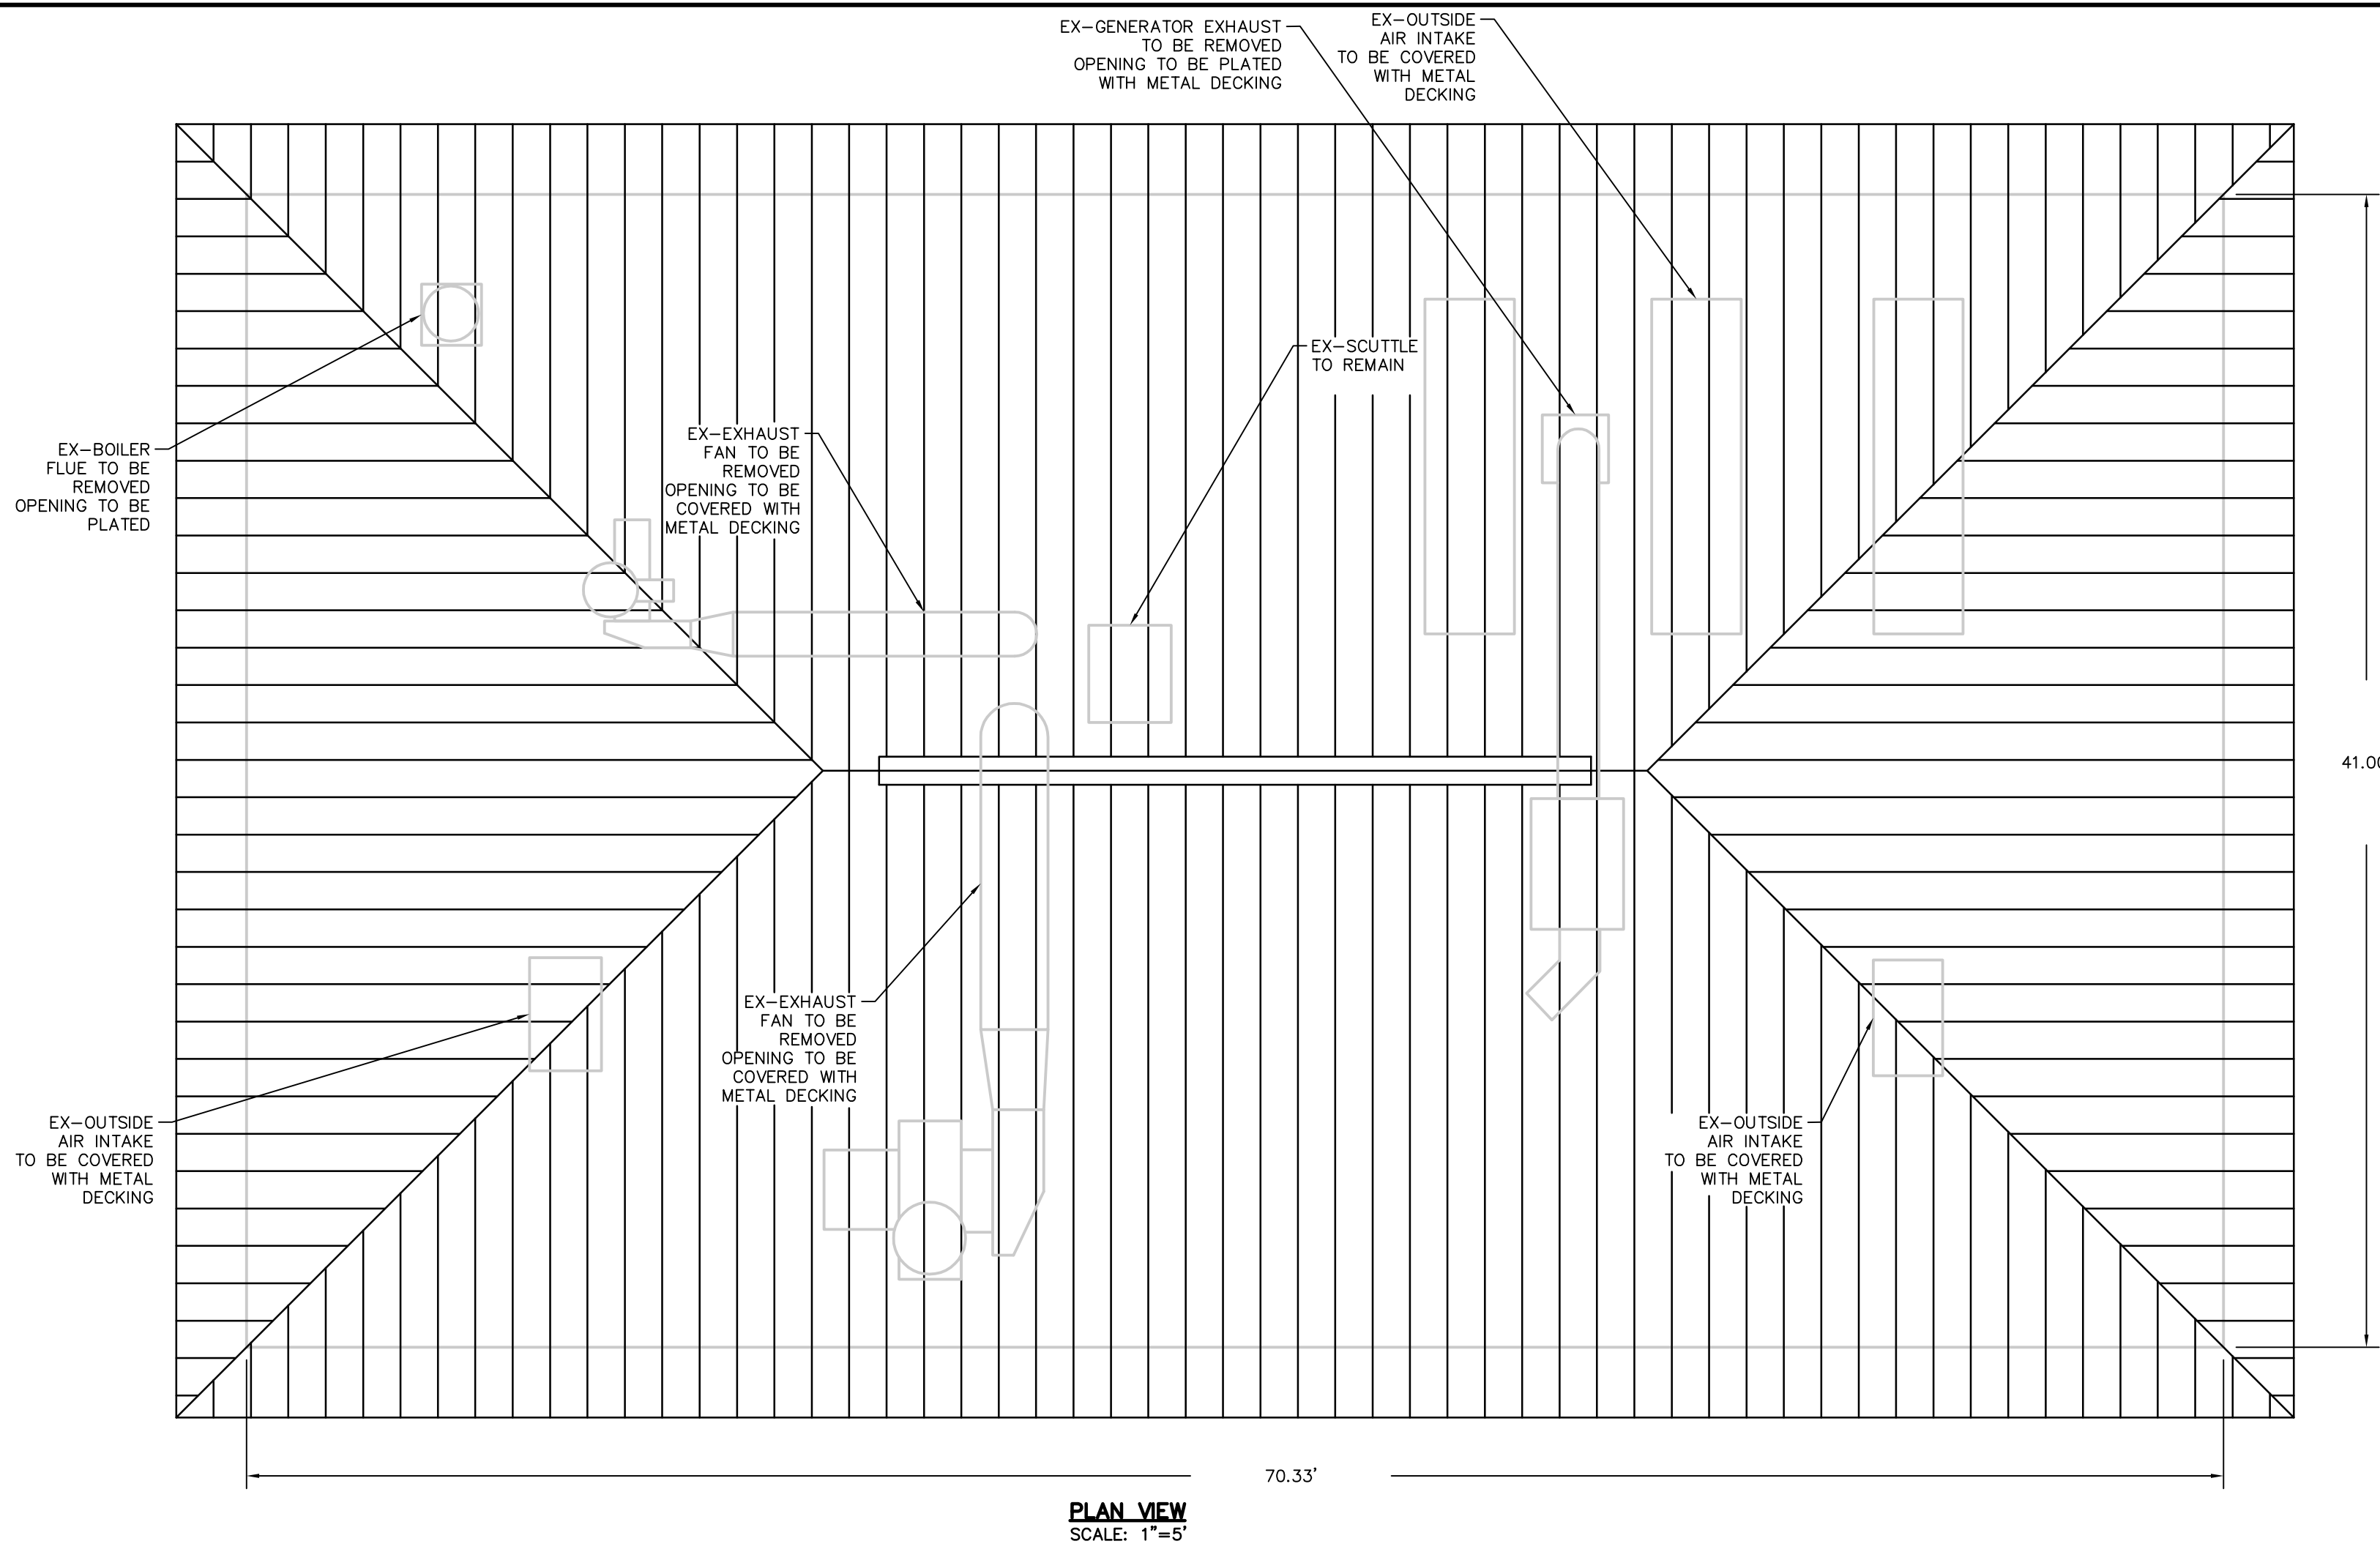 EX-GENERATOR EXHAUST
TO BE REMOVED
OPENING TO BE PLATED
WITH METAL DECKING
EX-OUTSIDE
AIR INTAKE
TO BE COVERED
WITH METAL
DECKING
EX-SCUTTLE
TO REMAIN
EX-BOILER
FLUE TO BE
REMOVED
OPENING TO BE
PLATED
EX-EXHAUST
FAN TO BE
REMOVED
OPENING TO BE
COVERED WITH
METAL DECKING
EX-EXHAUST
FAN TO BE
REMOVED
OPENING TO BE
COVERED WITH
METAL DECKING
EX-OUTSIDE
AIR INTAKE
TO BE COVERED
WITH METAL
DECKING
EX-OUTSIDE
AIR INTAKE
TO BE COVERED
WITH METAL
DECKING
70.33'
PLAN VIEW
SCALE: 1"=5'